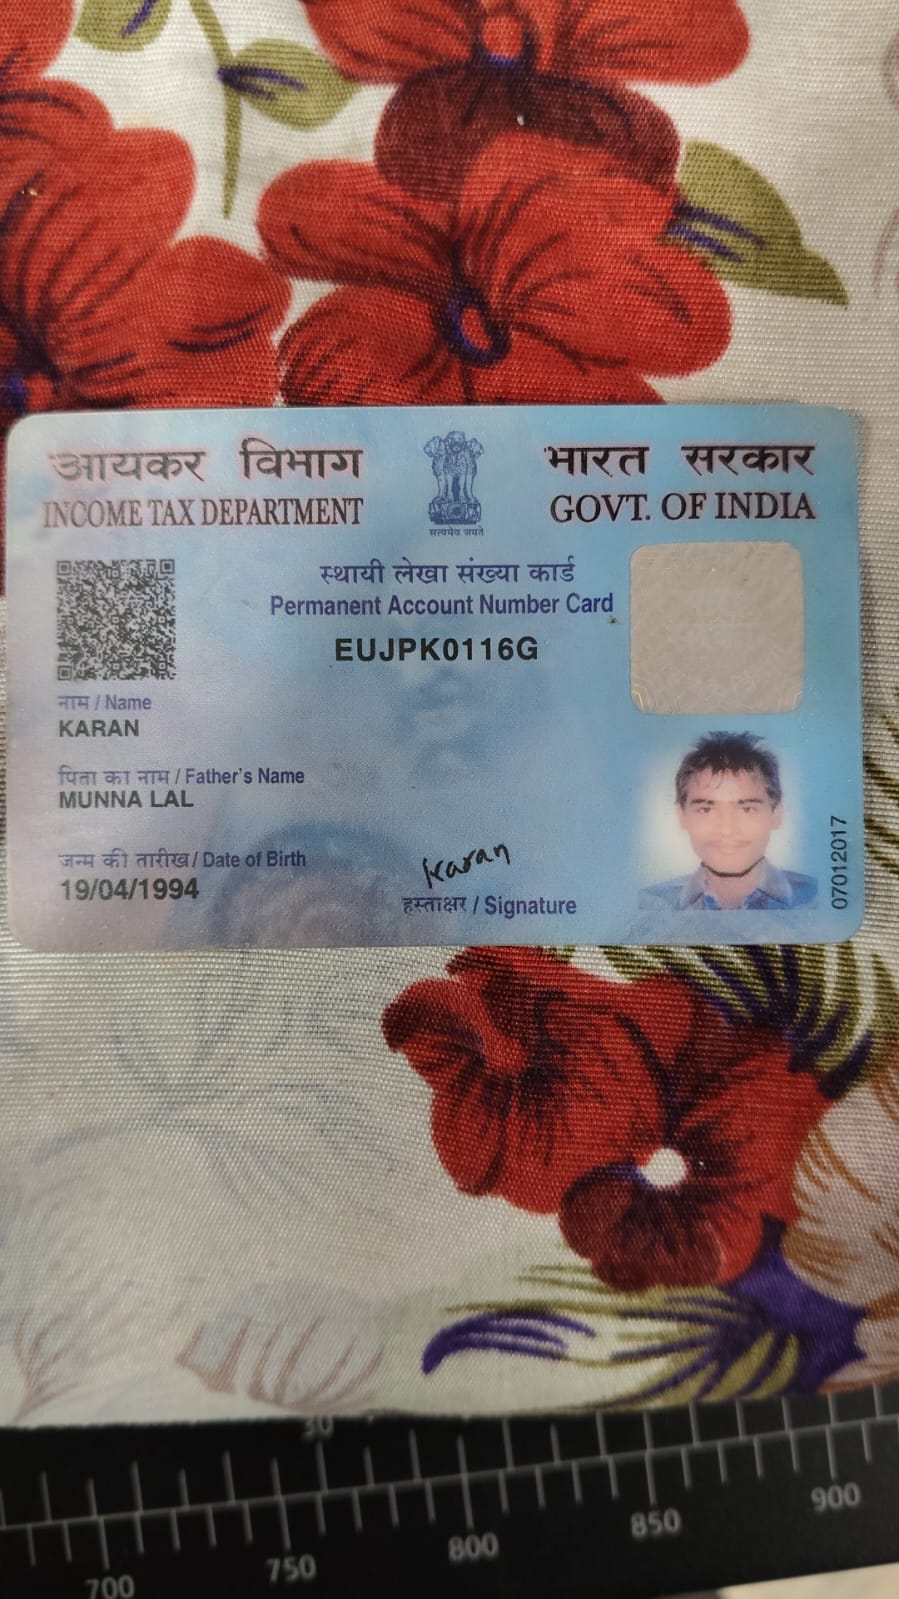 आयकर विभाग
INCOME TAX DEPARTMENT
सत्यमेव जयते
भारत सरकार
GOVT. OF INDIA
स्थायी लेखा संख्या कार्ड
Permanent Account Number Card
EUJPK0116G
नाम / Name
KARAN
पिता का नाम / Father's Name
MUNNA LAL
जन्म की तारीख / Date of Birth
19/04/1994
Karan
हस्ताक्षर / Signature
07012017
30
700 750 800 850 900